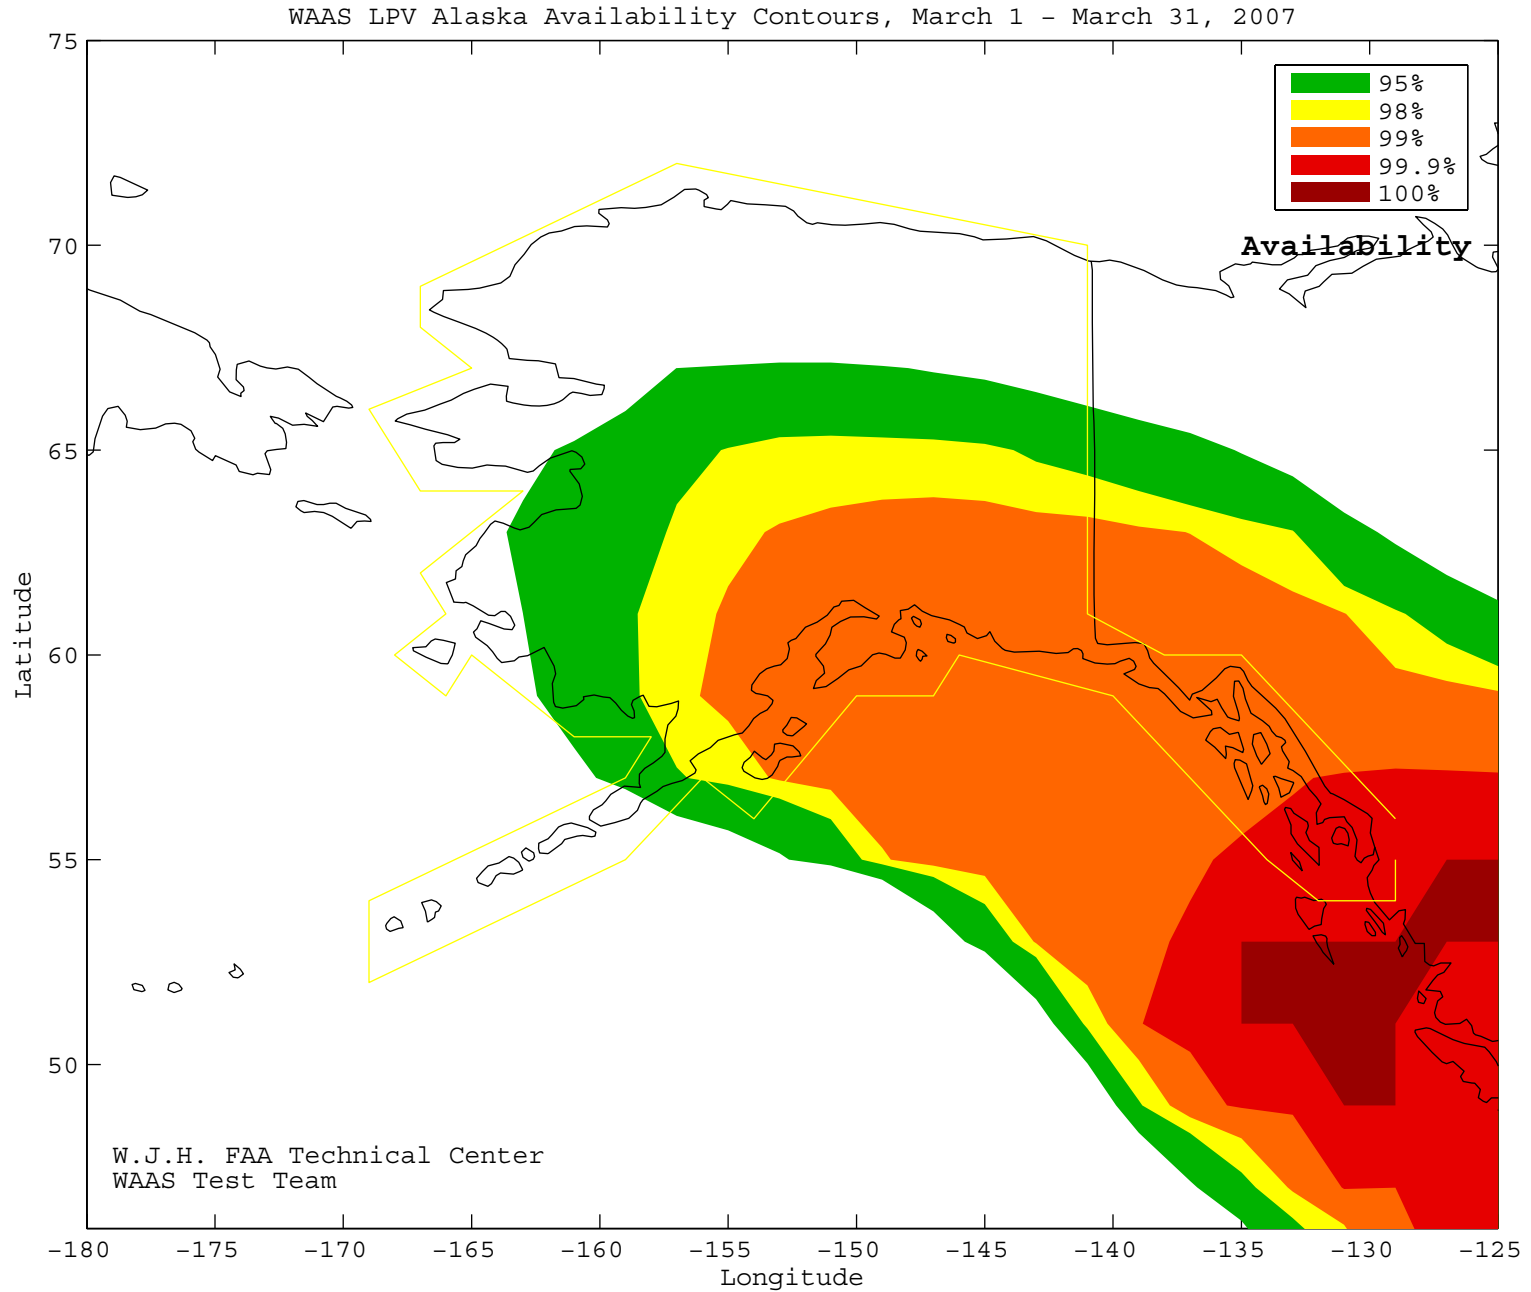 WAAS LPV Alaska Availability Contours, March 1 - March 31, 2007
75
70
65
60
55
50
Latitude
95%
98%
99%
99.9%
100%
Availability
W.J.H. FAA Technical Center
WAAS Test Team
-180 -175 -170 -165 -160 -155 -150 -145 -140 -135 -130 -125
Longitude